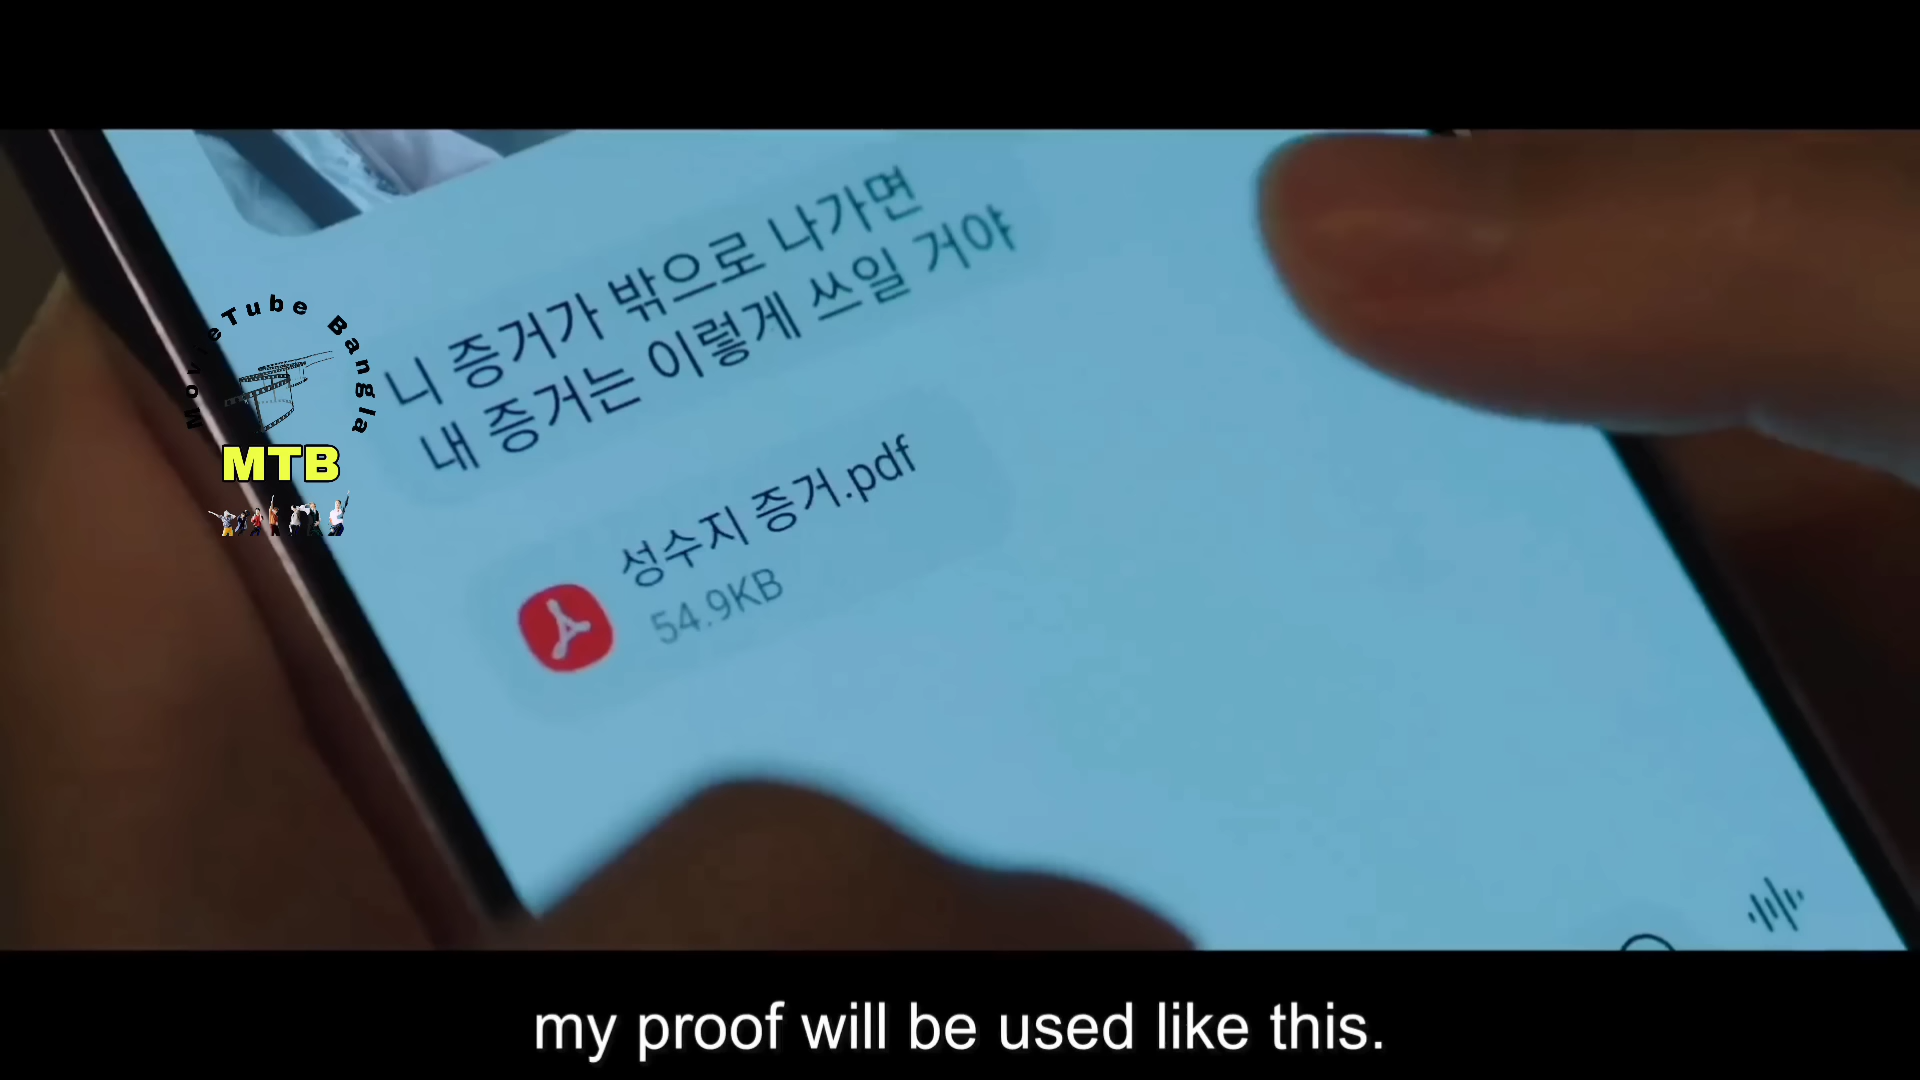 니 증거가 밖으로 나가면
내 증거는 이렇게 쓰일 거야
성수지 증거.pdf
54.9KB
MovieTube Bangla
MTB
my proof will be used like this.